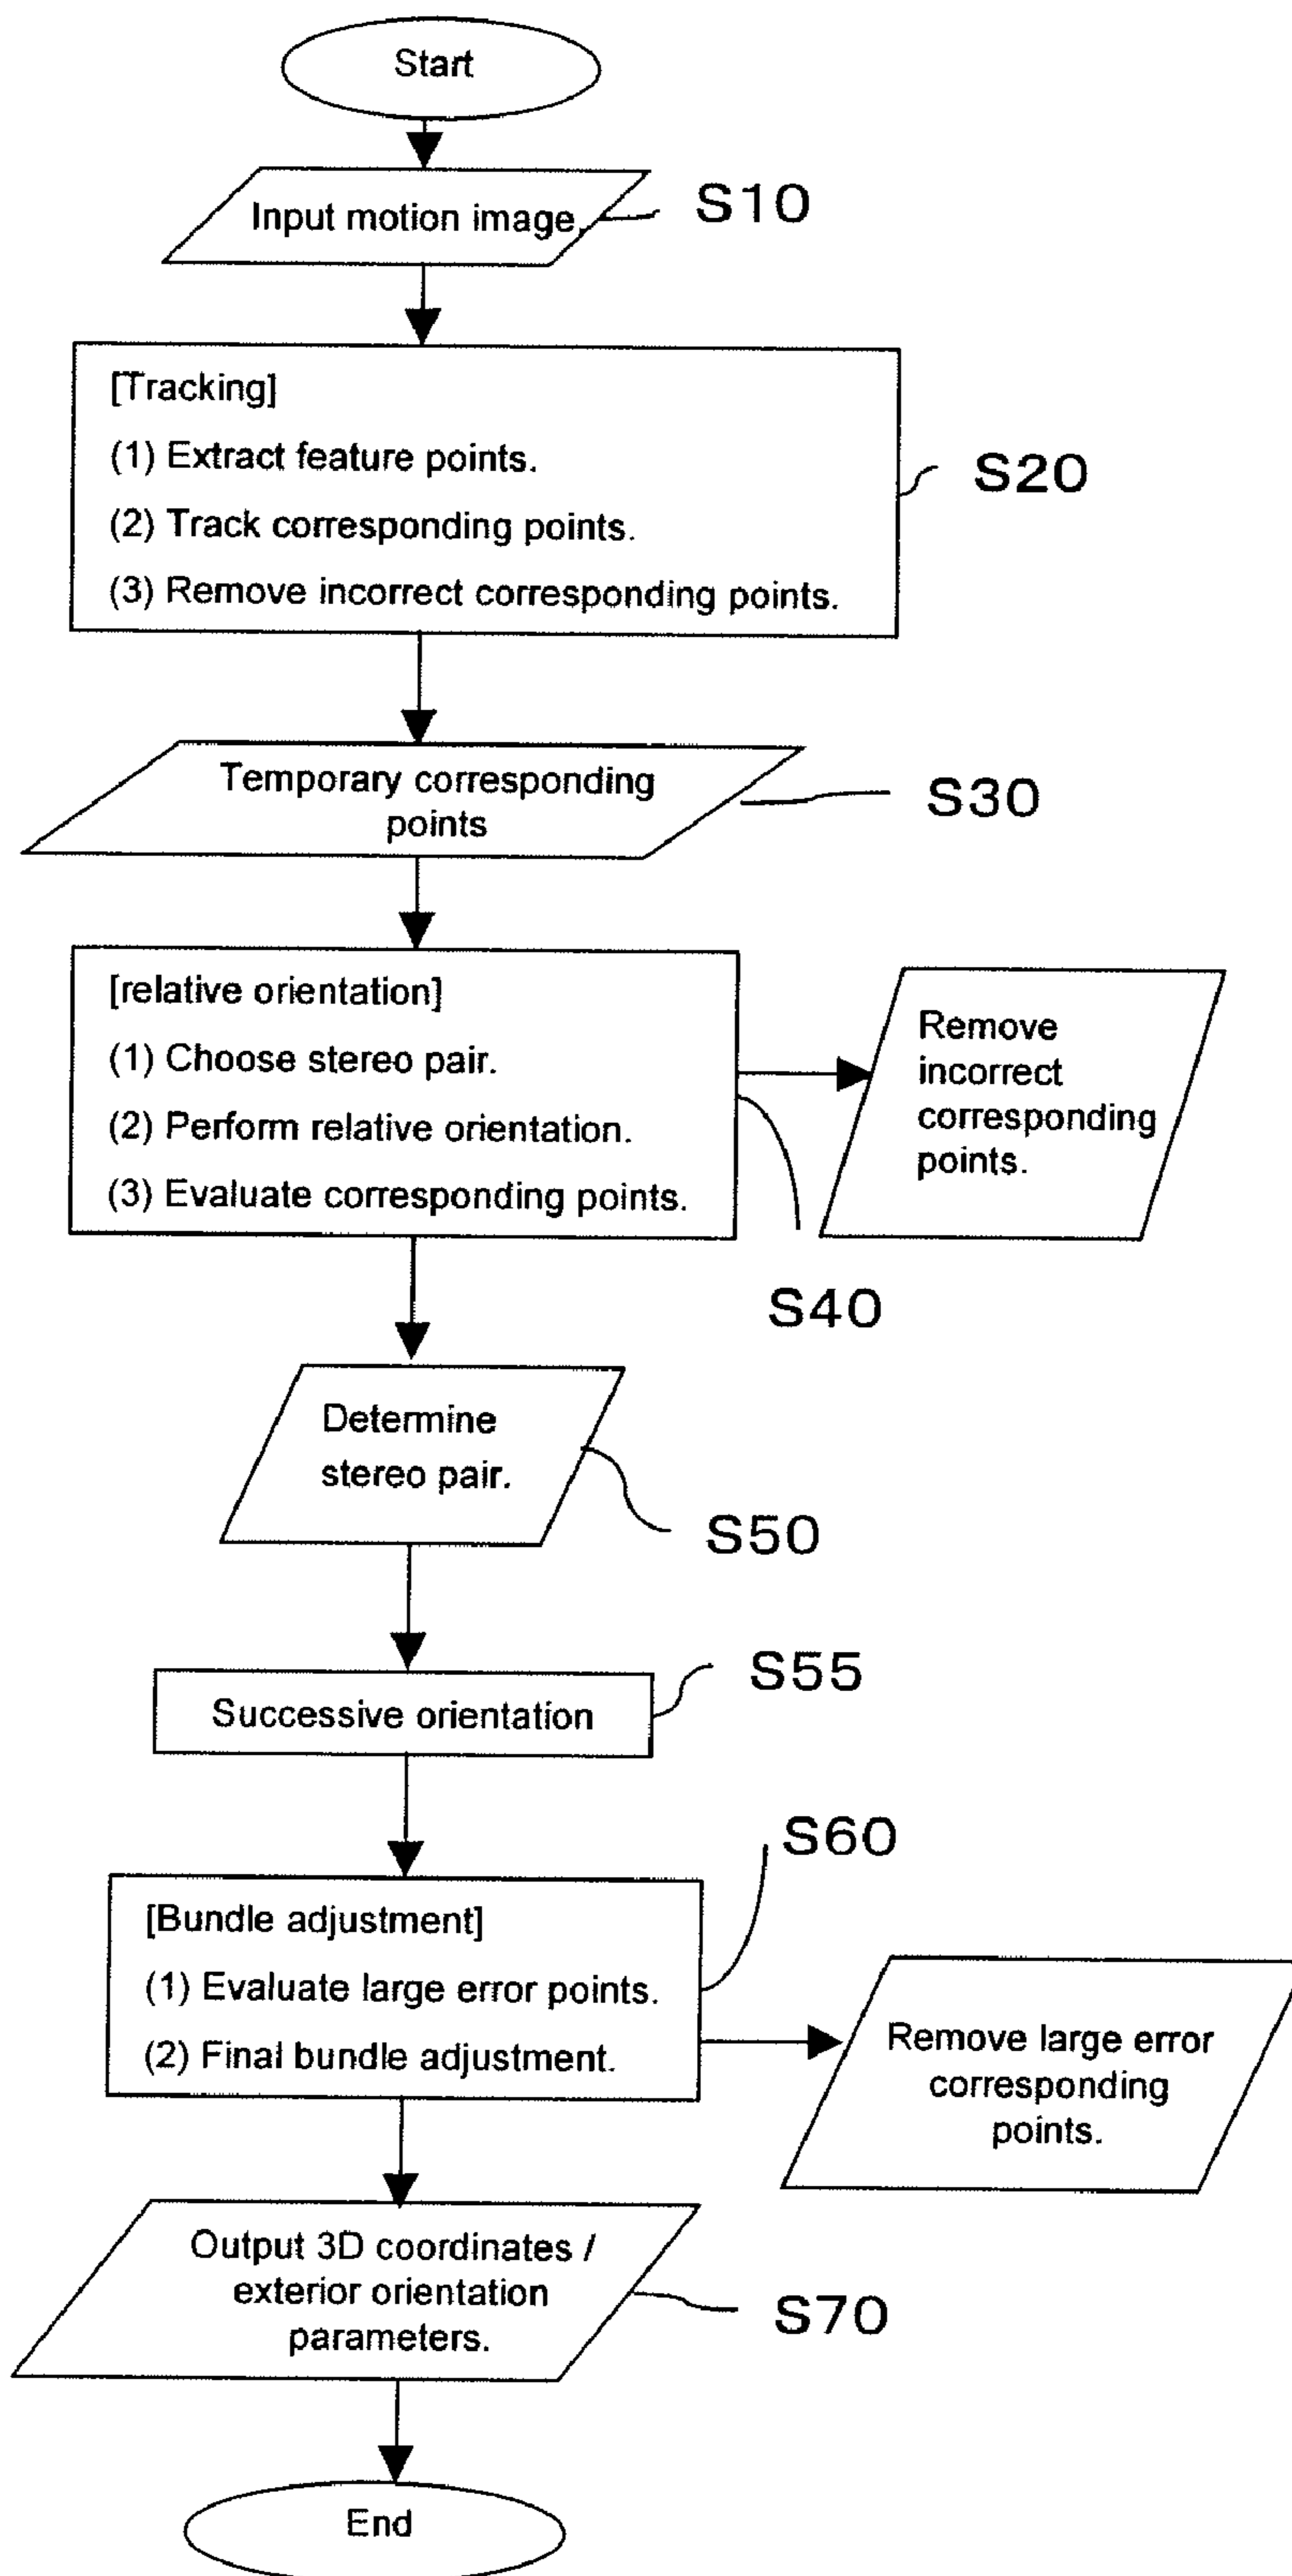 Start
Input motion image.
S10
[Tracking]
(1) Extract feature points.
(2) Track corresponding points.
(3) Remove incorrect corresponding points.
S20
Temporary corresponding
points
S30
[relative orientation]
(1) Choose stereo pair.
(2) Perform relative orientation.
(3) Evaluate corresponding points.
Remove
incorrect
corresponding
points.
S40
Determine
stereo pair.
S50
Successive orientation
S55
S60
[Bundle adjustment]
(1) Evaluate large error points.
(2) Final bundle adjustment.
Remove large error
corresponding
points.
Output 3D coordinates /
exterior orientation
parameters.
S70
End